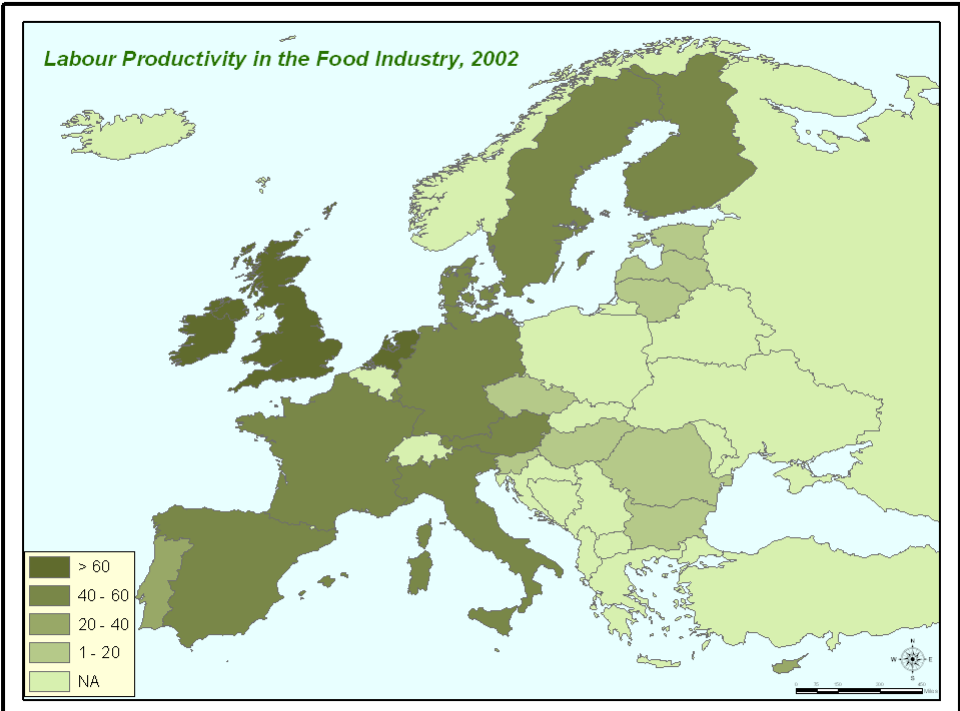 Labour Productivity in the Food Industry, 2002
> 60
40 - 60
20 - 40
1 - 20
NA
N
W E
S
Miles